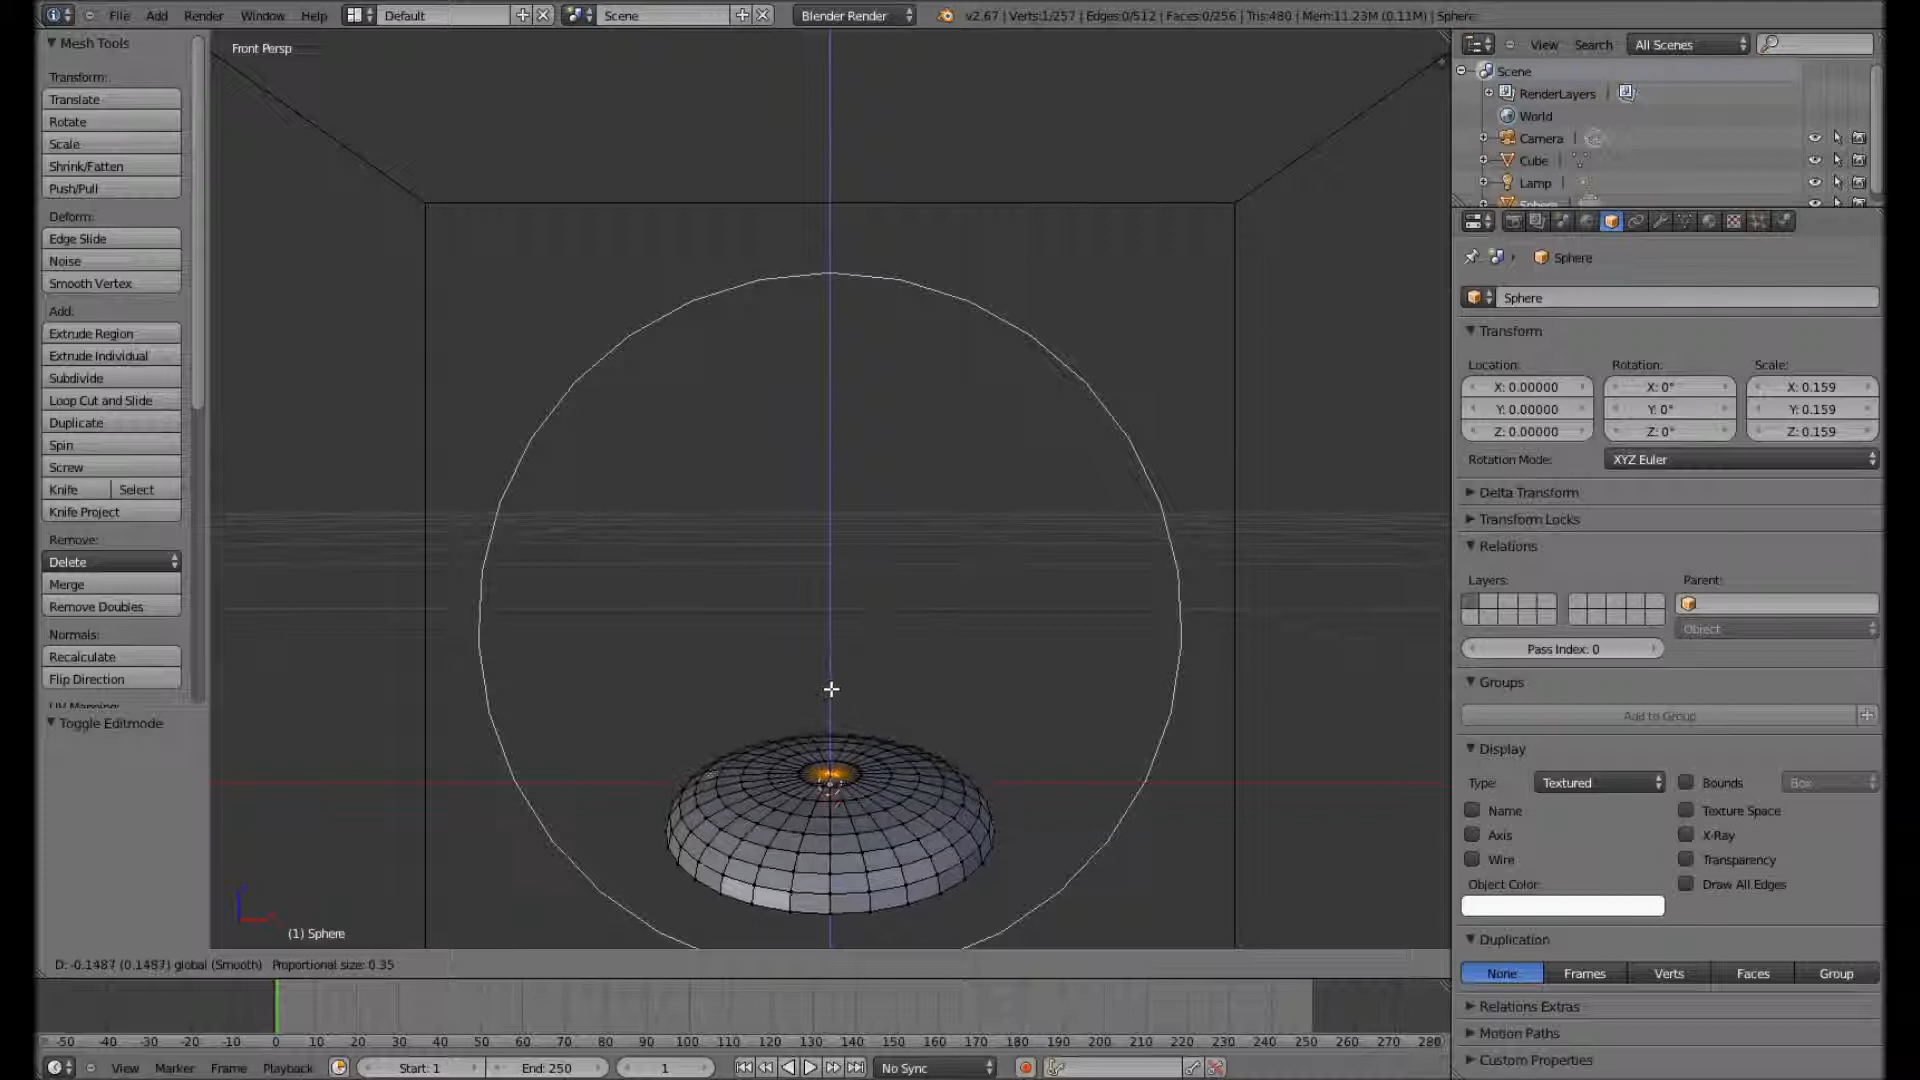 File Add Render Window Help Default Scene Blender Render v2.67 | Verts:1/257 | Edges:0/512 | Faces:0/256 | Tris:480 | Mem:11.23M (0.11M) | Sphere
Mesh Tools
Transform:
Translate
Rotate
Scale
Shrink/Fatten
Push/Pull
Deform:
Edge Slide
Noise
Smooth Vertex
Add:
Extrude Region
Extrude Individual
Subdivide
Loop Cut and Slide
Duplicate
Spin
Screw
Knife Select
Knife Project
Remove:
Delete
Merge
Remove Doubles
Normals:
Recalculate
Flip Direction
UV Mapping:
Toggle Editmode
Front Persp
(1) Sphere
D: -0.1487 (0.1487) global (Smooth) Proportional size: 0.35
View Search All Scenes
Scene
RenderLayers
World
Camera
Cube
Lamp
Sphere
Sphere
Sphere
Transform
Location: Rotation: Scale:
X: 0.00000 X: 0° X: 0.159
Y: 0.00000 Y: 0° Y: 0.159
Z: 0.00000 Z: 0° Z: 0.159
Rotation Mode: XYZ Euler
Delta Transform
Transform Locks
Relations
Layers: Parent:
Object
Pass Index: 0
Groups
Add to Group
Display
Type: Textured Bounds Box
Name Texture Space
Axis X-Ray
Wire Transparency
Object Color: Draw All Edges
Duplication
None Frames Verts Faces Group
Relations Extras
Motion Paths
Custom Properties
-50 -40 -30 -20 -10 0 10 20 30 40 50 60 70 80 90 100 110 120 130 140 150 160 170 180 190 200 210 220 230 240 250 260 270 280
View Marker Frame Playback Start: 1 End: 250 1 No Sync